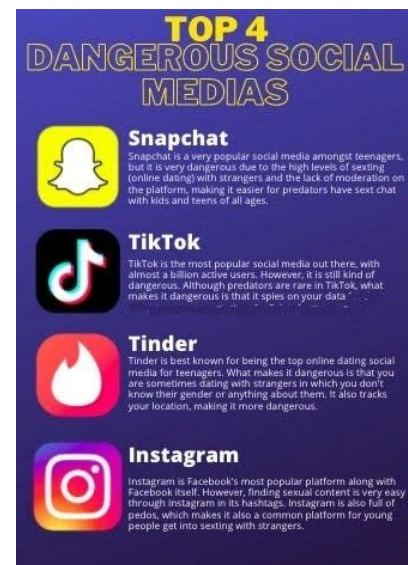 TOP 4
DANGEROUS SOCIAL
MEDIAS
Snapchat
Snapchat is a very popular social media amongst teenagers,
but it is very dangerous due to the high levels of sexting
(online dating) with strangers and the lack of moderation on
the platform, making it easier for predators have sext chat
with kids and teens of all ages.
TikTok
TikTok is the most popular social media out there, with
almost a billion active users. However, it is still kind of
dangerous. Although predators are rare in TikTok, what
makes it dangerous is that it spies on your data
Tinder
Tinder is best known for being the top online dating social
media for teenagers. What makes it dangerous is that you
are sometimes dating with strangers in which you don't
know their gender or anything about them. It also tracks
your location, making it more dangerous.
Instagram
Instagram is Facebook's most popular platform along with
Facebook itself. However, finding sexual content is very easy
through Instagram in its hashtags. Instagram is also full of
pedos, which makes it also a common platform for young
people get into sexting with strangers.